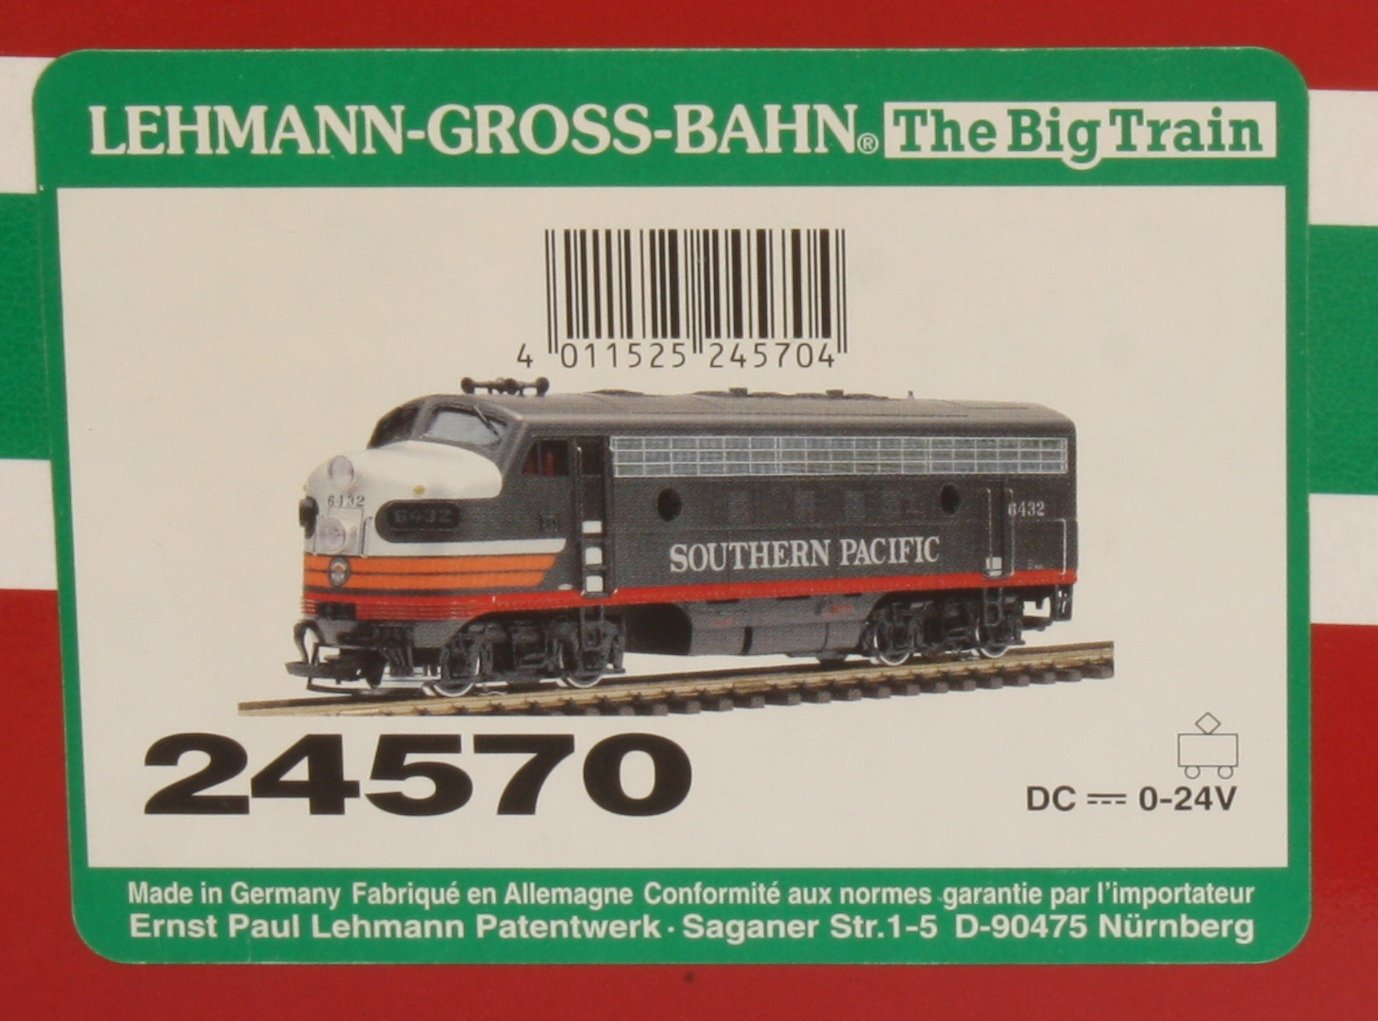 LEHMANN-GROSS-BAHN® The Big Train
4 011525 245704
6432
6432
6432
SOUTHERN PACIFIC
24570
DC ⎓ 0-24V
Made in Germany Fabriqué en Allemagne Conformité aux normes garantie par l'importateur
Ernst Paul Lehmann Patentwerk · Saganer Str.1-5 D-90475 Nürnberg